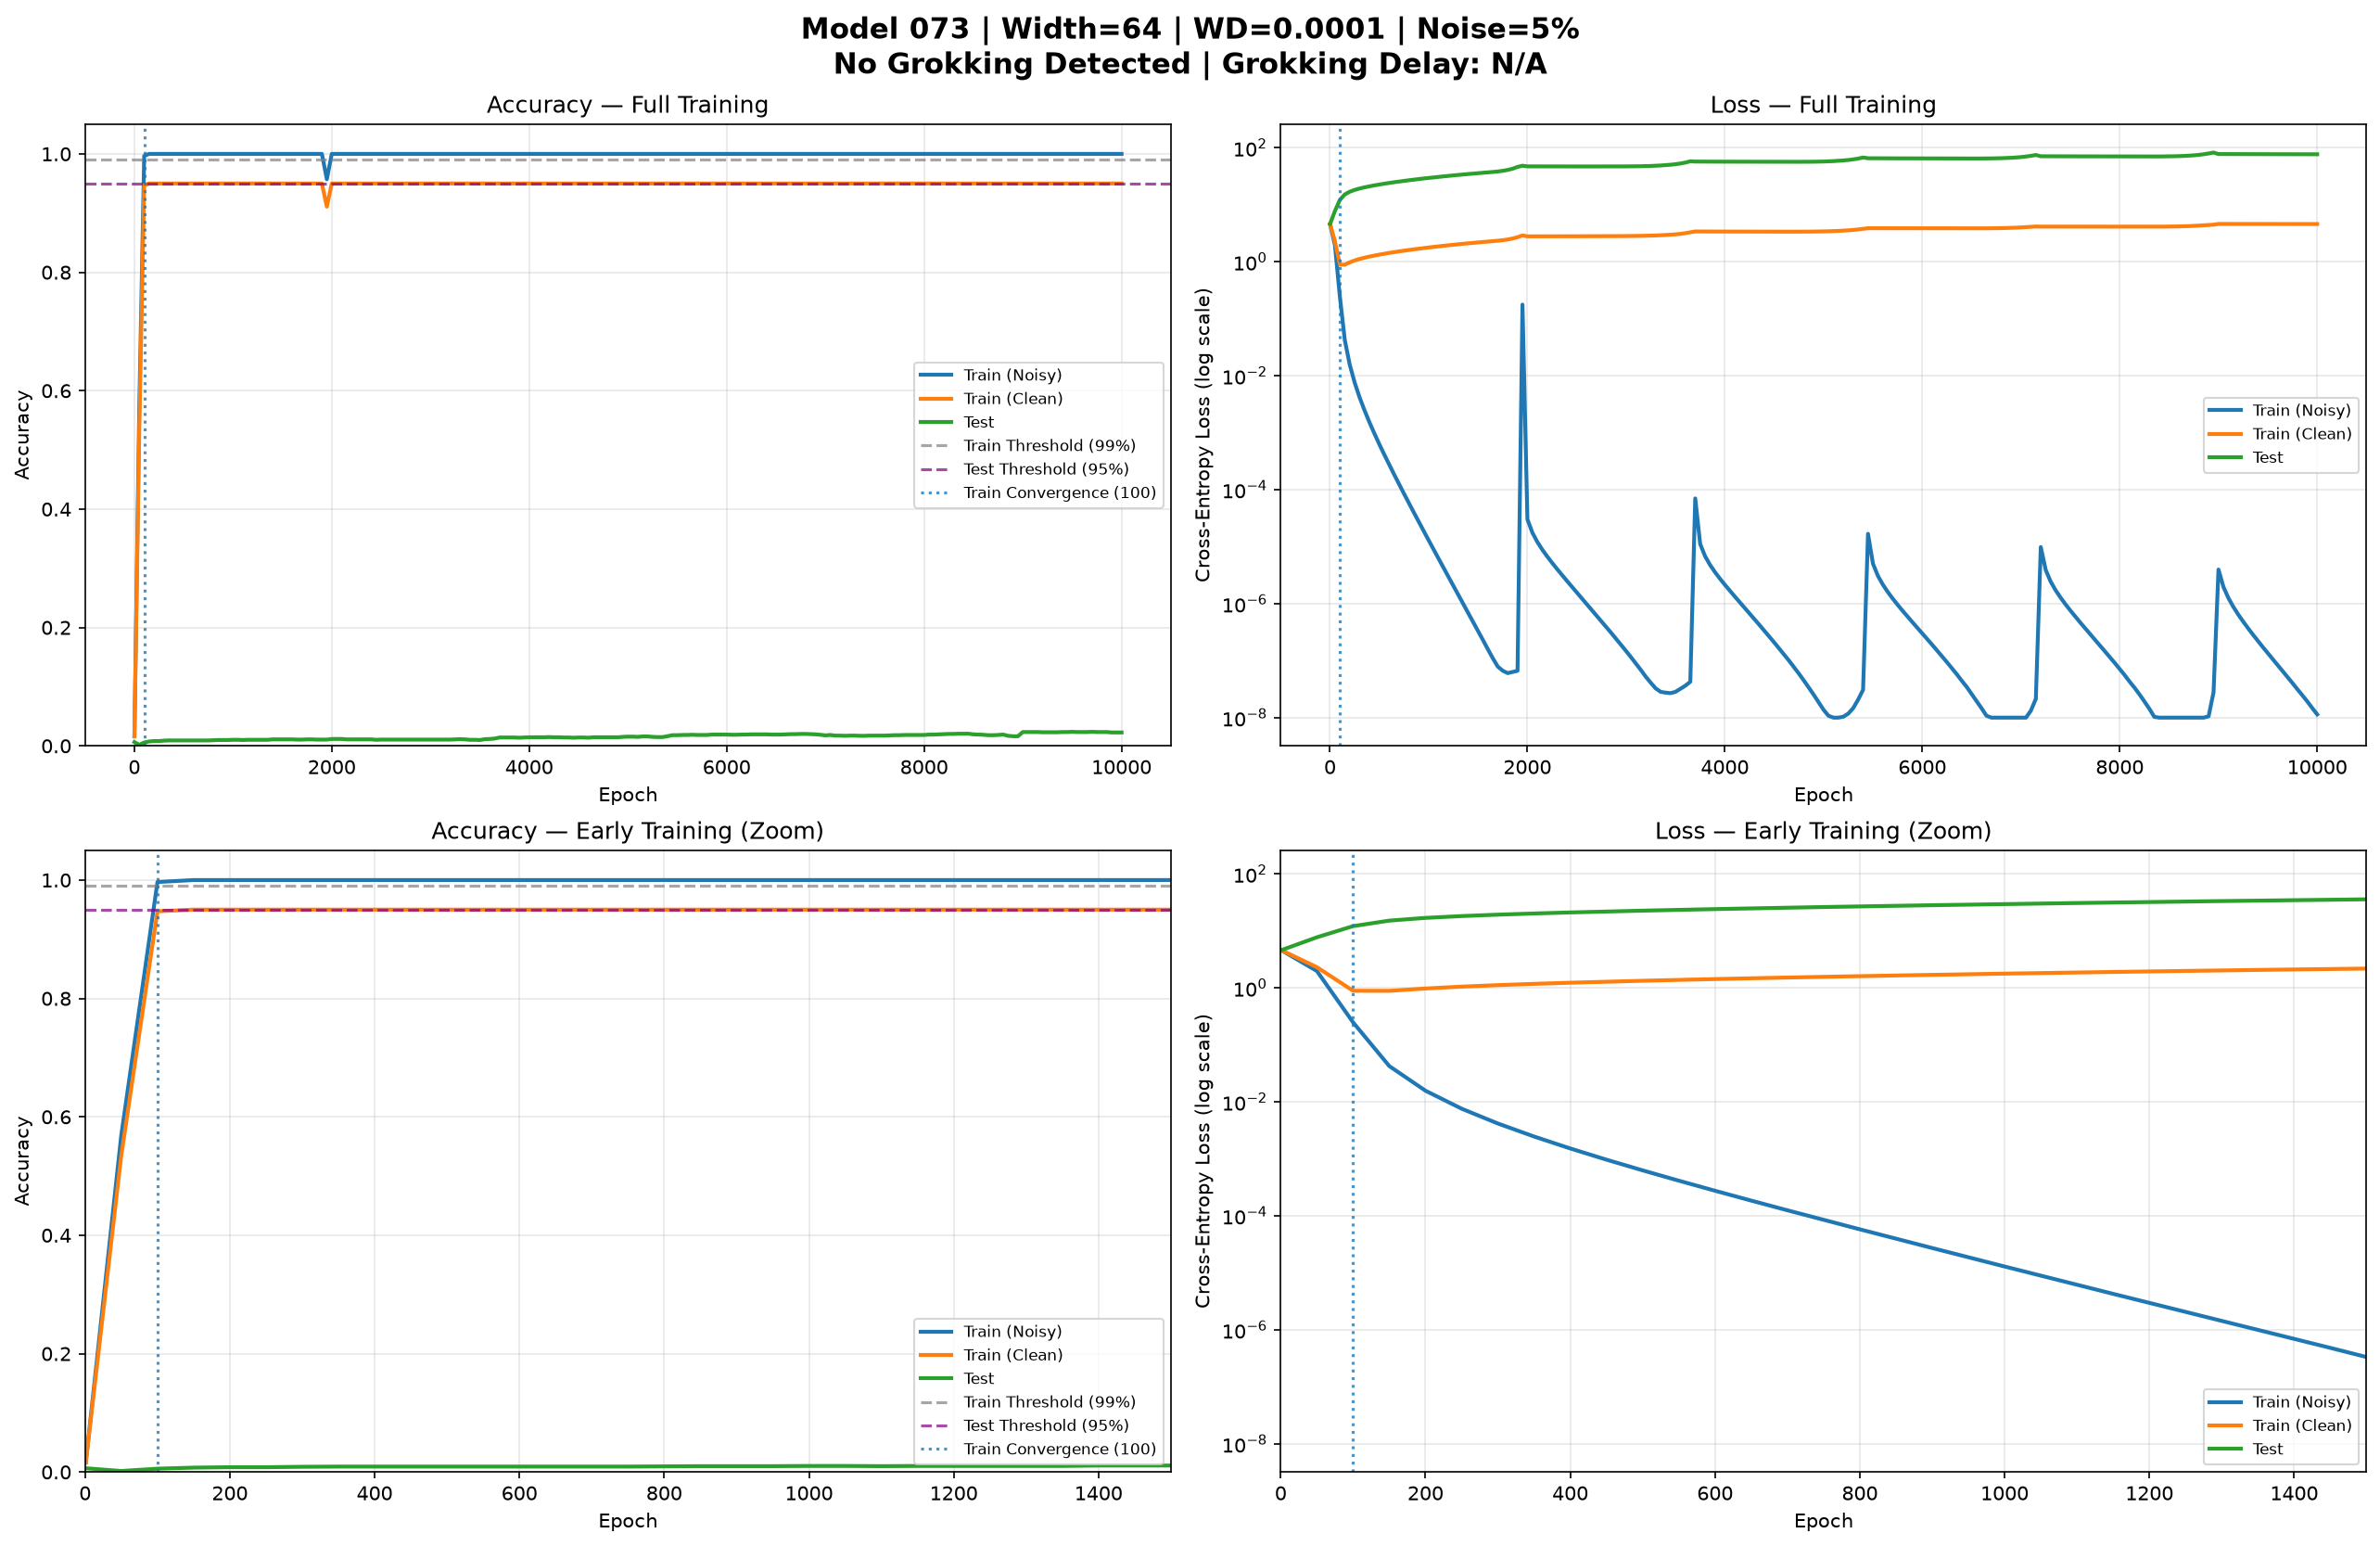 Model 073 | Width=64 | WD=0.0001 | Noise=5%
No Grokking Detected | Grokking Delay: N/A
Accuracy — Full Training
Accuracy
1.0
0.8
0.6
0.4
0.2
0.0
0 2000 4000 6000 8000 10000
Epoch
Train (Noisy)
Train (Clean)
Test
Train Threshold (99%)
Test Threshold (95%)
Train Convergence (100)
Loss — Full Training
Cross-Entropy Loss (log scale)
10²
10⁰
10⁻²
10⁻⁴
10⁻⁶
10⁻⁸
0 2000 4000 6000 8000 10000
Epoch
Train (Noisy)
Train (Clean)
Test
Accuracy — Early Training (Zoom)
Accuracy
1.0
0.8
0.6
0.4
0.2
0.0
0 200 400 600 800 1000 1200 1400
Epoch
Train (Noisy)
Train (Clean)
Test
Train Threshold (99%)
Test Threshold (95%)
Train Convergence (100)
Loss — Early Training (Zoom)
Cross-Entropy Loss (log scale)
10²
10⁰
10⁻²
10⁻⁴
10⁻⁶
10⁻⁸
0 200 400 600 800 1000 1200 1400
Epoch
Train (Noisy)
Train (Clean)
Test